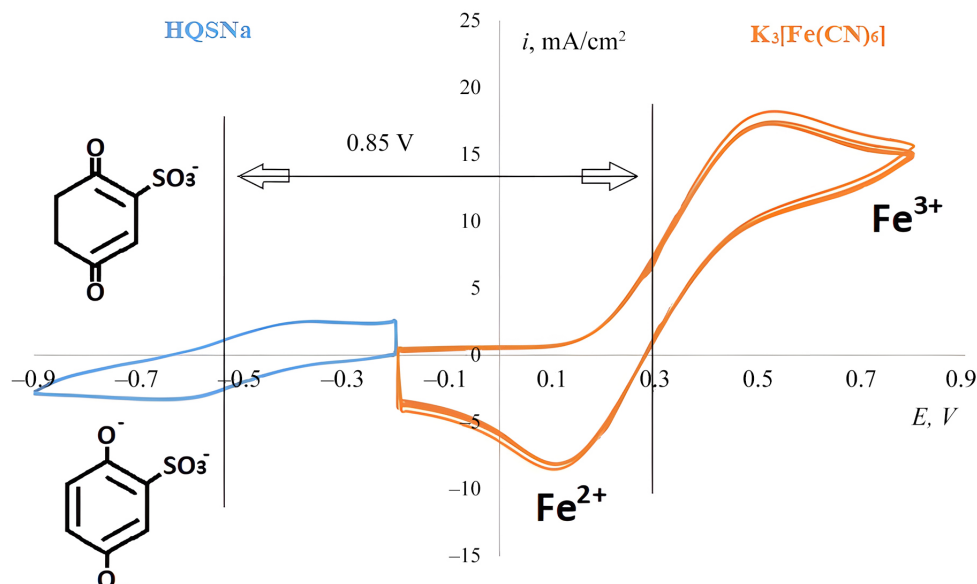 HQSNa
i, mA/cm²
K₃[Fe(CN)₆]
25
20
15
10
5
0
−5
−10
−15
0.85 V
O
SO₃⁻
O
Fe³⁺
−0.9
−0.7
−0.5
−0.3
−0.1
0.1
0.3
0.5
0.7
0.9
E, V
O⁻
SO₃⁻
O
Fe²⁺